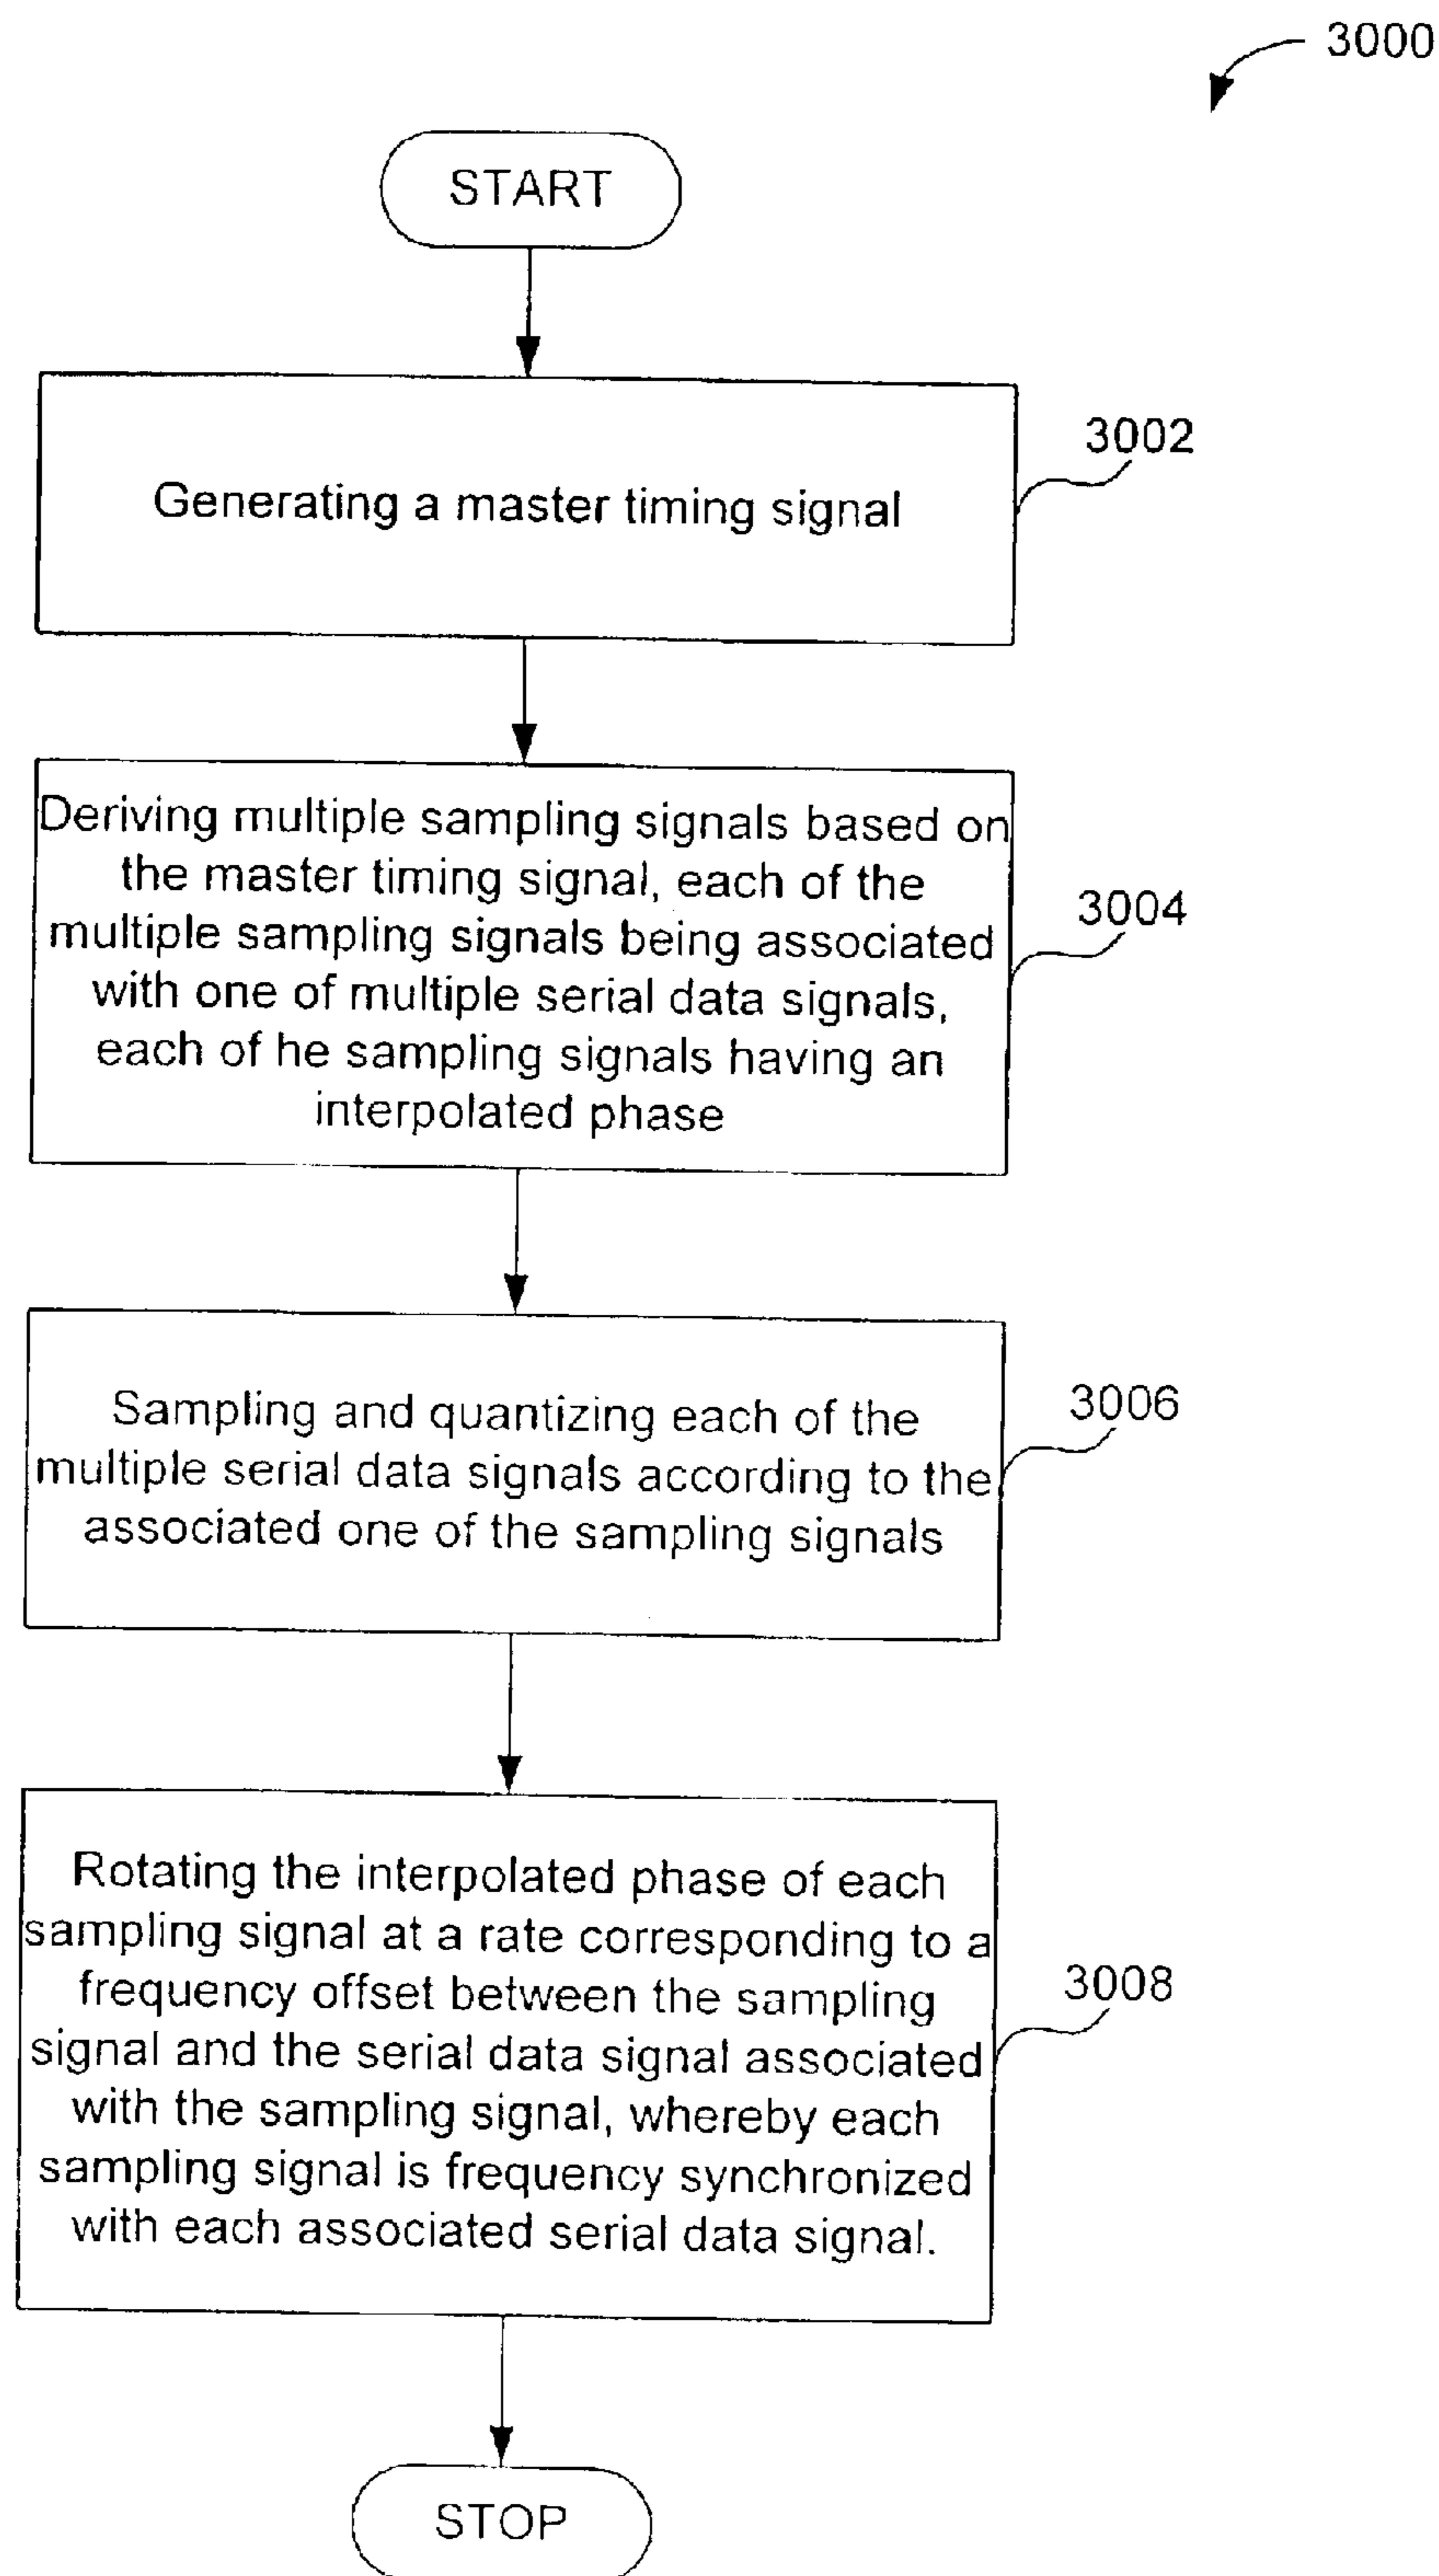 3000
START
Generating a master timing signal
3002
Deriving multiple sampling signals based on
the master timing signal, each of the
multiple sampling signals being associated
with one of multiple serial data signals,
each of he sampling signals having an
interpolated phase
3004
Sampling and quantizing each of the
multiple serial data signals according to the
associated one of the sampling signals
3006
Rotating the interpolated phase of each
sampling signal at a rate corresponding to a
frequency offset between the sampling
signal and the serial data signal associated
with the sampling signal, whereby each
sampling signal is frequency synchronized
with each associated serial data signal.
3008
STOP